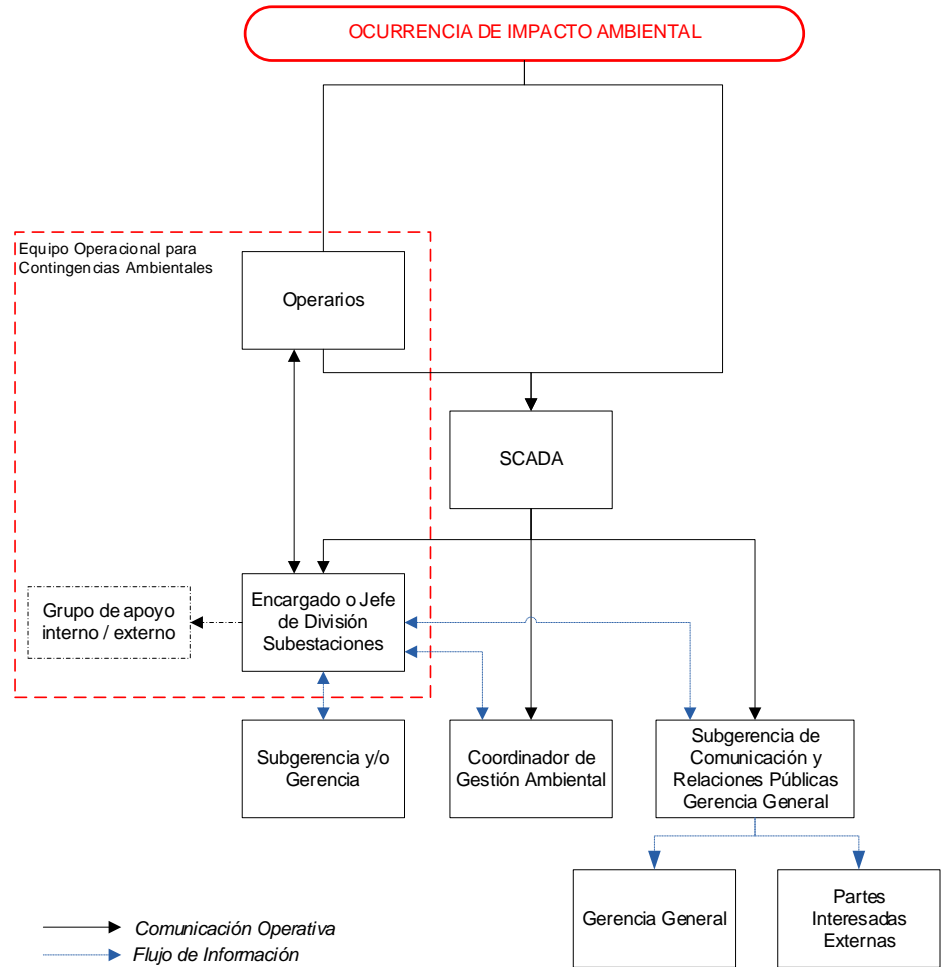 OCURRENCIA DE IMPACTO AMBIENTAL
Equipo Operacional para
Contingencias Ambientales
Operarios
SCADA
Grupo de apoyo
interno / externo
Encargado o Jefe
de División
Subestaciones
Subgerencia y/o
Gerencia
Coordinador de
Gestión Ambiental
Subgerencia de
Comunicación y
Relaciones Públicas
Gerencia General
Gerencia General
Partes
Interesadas
Externas
Comunicación Operativa
Flujo de Información